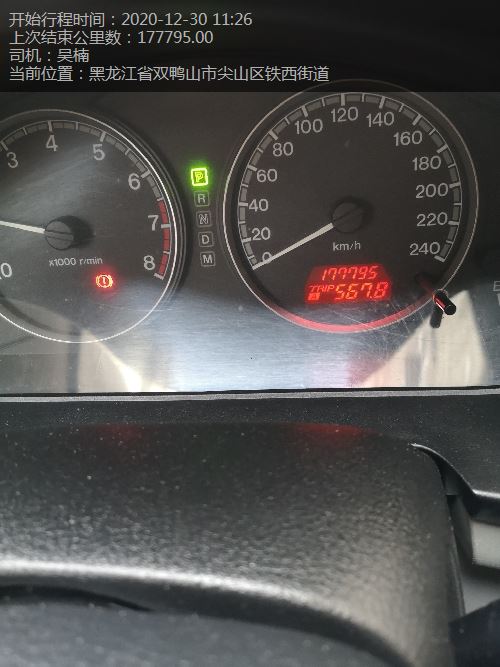 开始行程时间：2020-12-30 11:26
上次结束公里数：177795.00
司机：吴楠
当前位置：黑龙江省双鸭山市尖山区铁西街道
3
4
5
6
7
8
0
x1000 r/min
P
R
N
D
M
0
20
40
60
80
100
120
140
160
180
200
220
240
km/h
177795
TRIP A 567.8